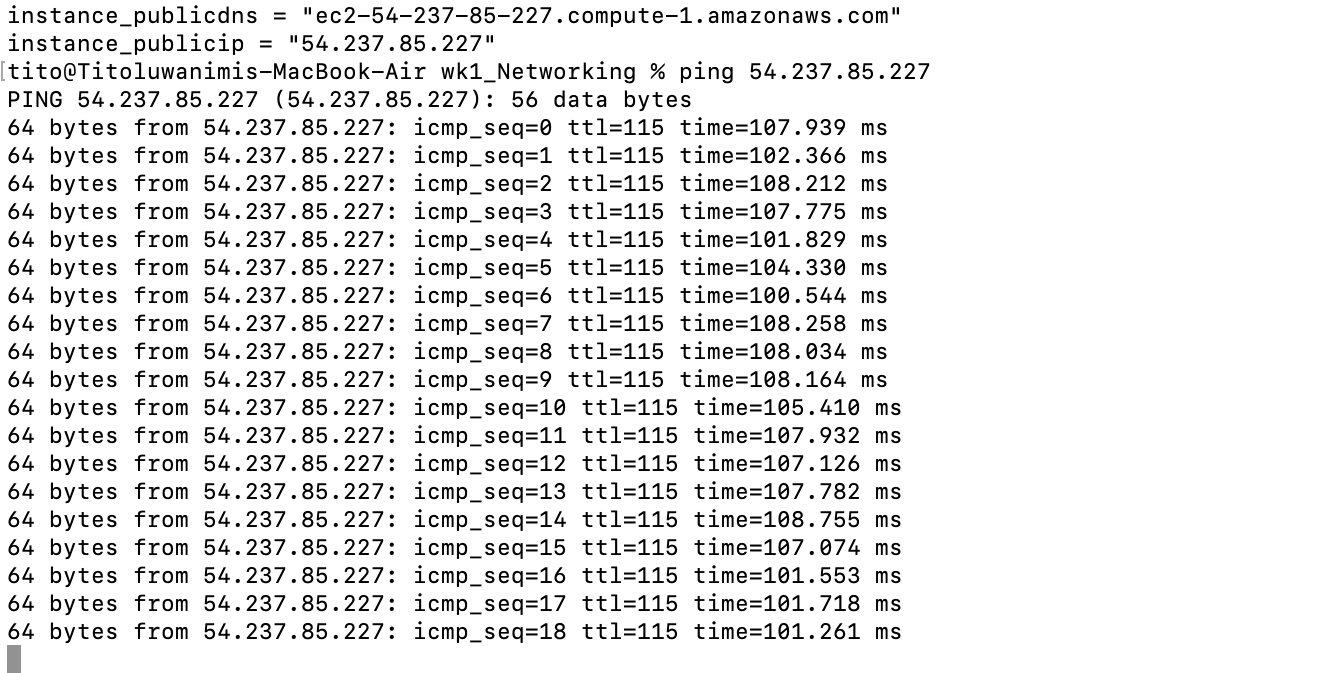 instance_publicdns = "ec2-54-237-85-227.compute-1.amazonaws.com"
instance_publicip = "54.237.85.227"
[tito@Titoluwanimis-MacBook-Air wk1_Networking % ping 54.237.85.227
PING 54.237.85.227 (54.237.85.227): 56 data bytes
64 bytes from 54.237.85.227: icmp_seq=0 ttl=115 time=107.939 ms
64 bytes from 54.237.85.227: icmp_seq=1 ttl=115 time=102.366 ms
64 bytes from 54.237.85.227: icmp_seq=2 ttl=115 time=108.212 ms
64 bytes from 54.237.85.227: icmp_seq=3 ttl=115 time=107.775 ms
64 bytes from 54.237.85.227: icmp_seq=4 ttl=115 time=101.829 ms
64 bytes from 54.237.85.227: icmp_seq=5 ttl=115 time=104.330 ms
64 bytes from 54.237.85.227: icmp_seq=6 ttl=115 time=100.544 ms
64 bytes from 54.237.85.227: icmp_seq=7 ttl=115 time=108.258 ms
64 bytes from 54.237.85.227: icmp_seq=8 ttl=115 time=108.034 ms
64 bytes from 54.237.85.227: icmp_seq=9 ttl=115 time=108.164 ms
64 bytes from 54.237.85.227: icmp_seq=10 ttl=115 time=105.410 ms
64 bytes from 54.237.85.227: icmp_seq=11 ttl=115 time=107.932 ms
64 bytes from 54.237.85.227: icmp_seq=12 ttl=115 time=107.126 ms
64 bytes from 54.237.85.227: icmp_seq=13 ttl=115 time=107.782 ms
64 bytes from 54.237.85.227: icmp_seq=14 ttl=115 time=108.755 ms
64 bytes from 54.237.85.227: icmp_seq=15 ttl=115 time=107.074 ms
64 bytes from 54.237.85.227: icmp_seq=16 ttl=115 time=101.553 ms
64 bytes from 54.237.85.227: icmp_seq=17 ttl=115 time=101.718 ms
64 bytes from 54.237.85.227: icmp_seq=18 ttl=115 time=101.261 ms